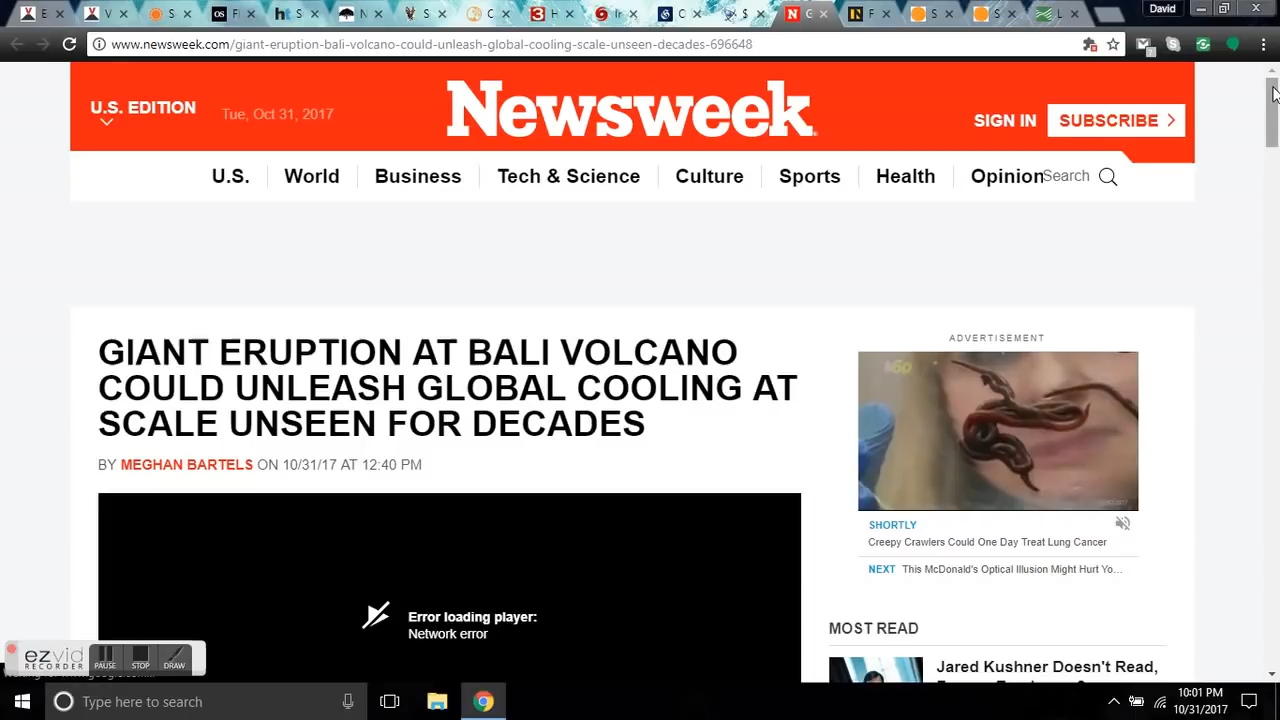 E
V
S
OS F
ht S
N
S
C
3 H
Ir
C
S
N G
F
S
S
L
David
www.newsweek.com/giant-eruption-bali-volcano-could-unleash-global-cooling-scale-unseen-decades-696648
7
U.S. EDITION
Tue, Oct 31, 2017
Newsweek
SIGN IN
SUBSCRIBE >
U.S.
World
Business
Tech & Science
Culture
Sports
Health
Opinion
Search
GIANT ERUPTION AT BALI VOLCANO
COULD UNLEASH GLOBAL COOLING AT
SCALE UNSEEN FOR DECADES
BY MEGHAN BARTELS ON 10/31/17 AT 12:40 PM
Error loading player:
Network error
ADVERTISEMENT
SHORTLY
Creepy Crawlers Could One Day Treat Lung Cancer
NEXT This McDonald's Optical Illusion Might Hurt Yo...
MOST READ
Jared Kushner Doesn't Read,
ezvid
RECORDER
PAUSE
STOP
DRAW
Type here to search
10:01 PM
10/31/2017